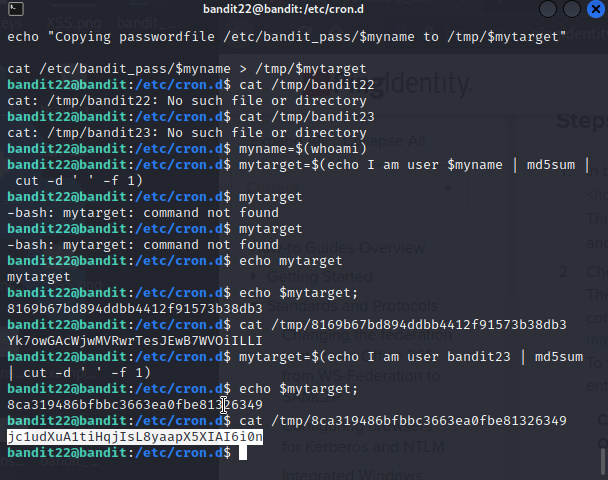 bandit22@bandit: /etc/cron.d
echo "Copying passwordfile /etc/bandit_pass/$myname to /tmp/$mytarget"
cat /etc/bandit_pass/$myname > /tmp/$mytarget
bandit22@bandit:/etc/cron.d$ cat /tmp/bandit22
cat: /tmp/bandit22: No such file or directory
bandit22@bandit:/etc/cron.d$ cat /tmp/bandit23
cat: /tmp/bandit23: No such file or directory
bandit22@bandit:/etc/cron.d$ myname=$(whoami)
bandit22@bandit:/etc/cron.d$ mytarget=$(echo I am user $myname | md5sum |
 cut -d ' ' -f 1)
bandit22@bandit:/etc/cron.d$ mytarget
-bash: mytarget: command not found
bandit22@bandit:/etc/cron.d$ mytarget
-bash: mytarget: command not found
bandit22@bandit:/etc/cron.d$ echo mytarget
mytarget
bandit22@bandit:/etc/cron.d$ echo $mytarget;
8169b67bd894ddbb4412f91573b38db3
bandit22@bandit:/etc/cron.d$ cat /tmp/8169b67bd894ddbb4412f91573b38db3
Yk7owGAcWjwMVRwrTesJEwB7WVOiILLI
bandit22@bandit:/etc/cron.d$ mytarget=$(echo I am user bandit23 | md5sum
| cut -d ' ' -f 1)
bandit22@bandit:/etc/cron.d$ echo $mytarget;
8ca319486bfbbc3663ea0fbe81326349
bandit22@bandit:/etc/cron.d$ cat /tmp/8ca319486bfbbc3663ea0fbe81326349
jc1udXuA1tiHqjIsL8yaapX5XIAI6i0n
bandit22@bandit:/etc/cron.d$